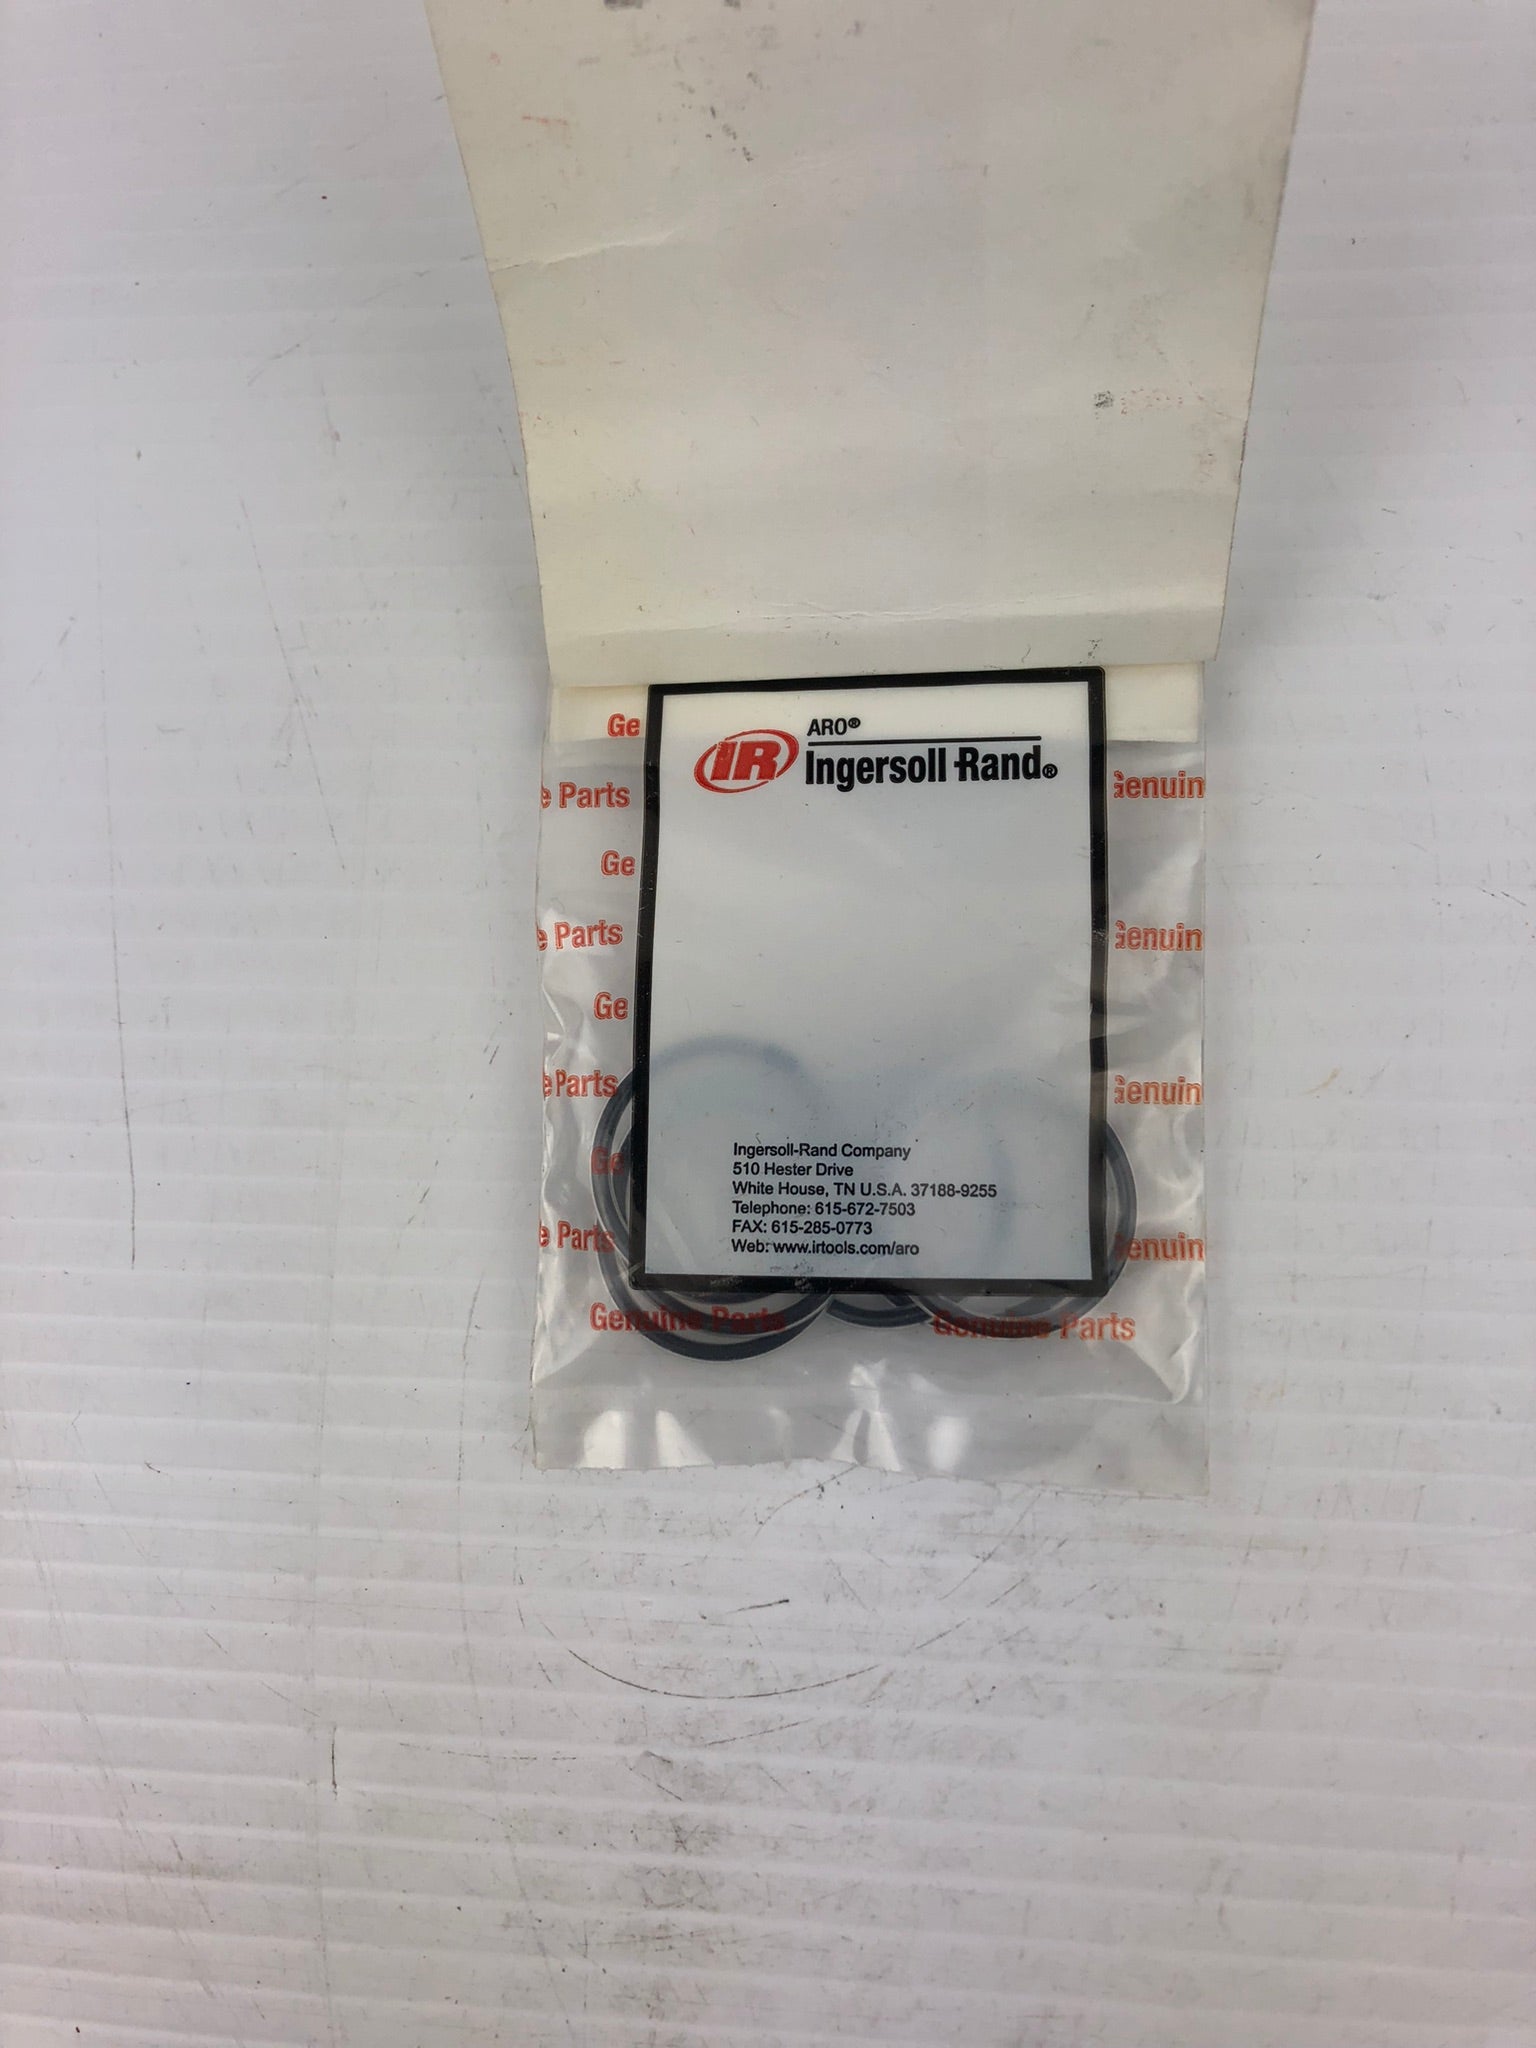 ARO®
IR Ingersoll-Rand®
Ge
Genuin
e Parts
Ge
e Parts
Genuin
Ge
e Parts
Genuin
Ge
e Parts
Genuin
Ingersoll-Rand Company
510 Hester Drive
White House, TN U.S.A. 37188-9255
Telephone: 615-672-7503
FAX: 615-285-0773
Web: www.irtools.com/aro
Genuine Parts
Genuine Parts